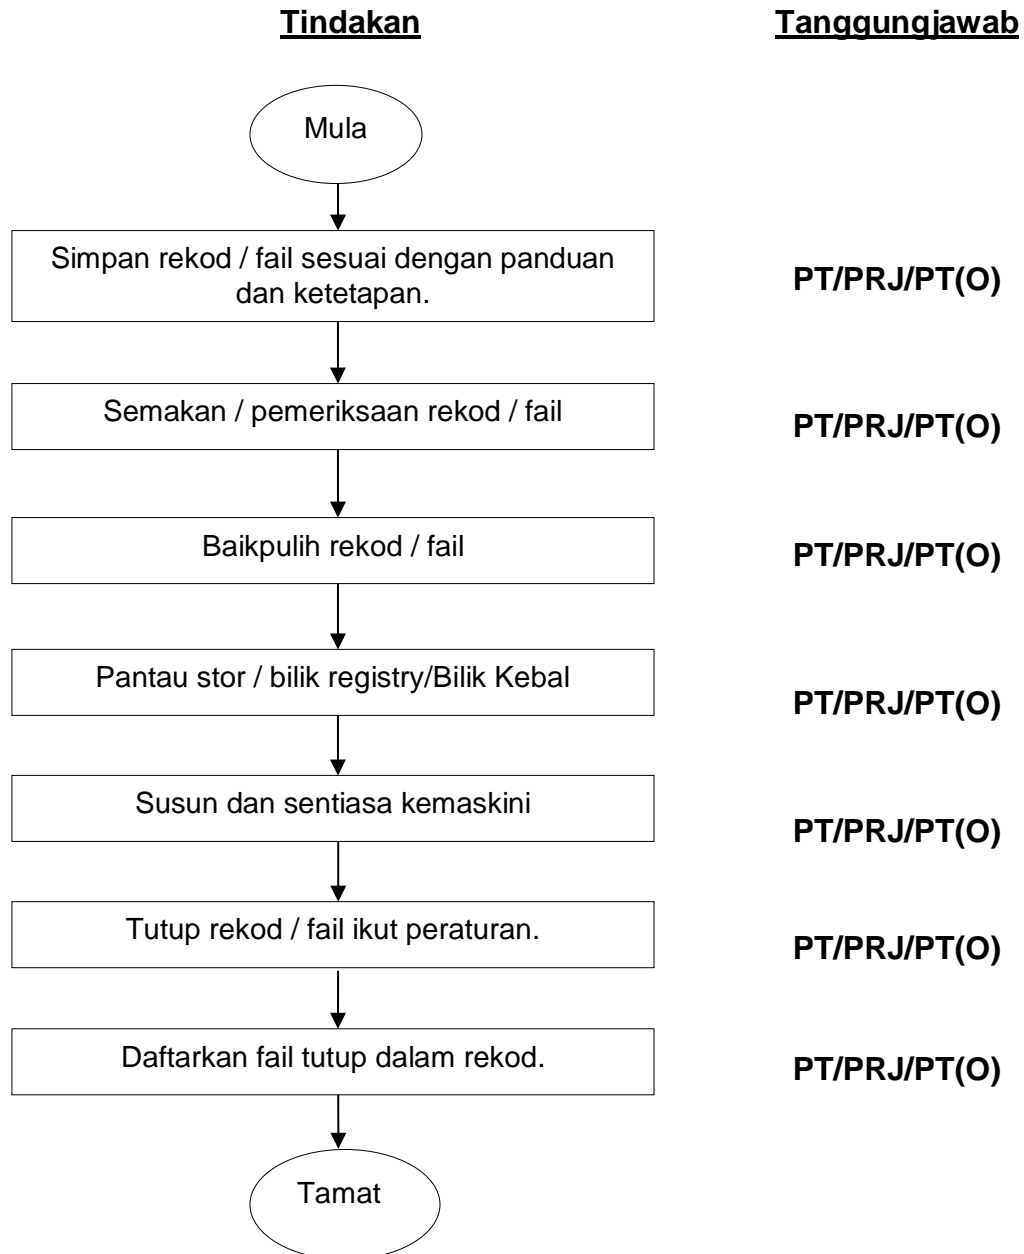 Tindakan
Tanggungjawab
Mula
Simpan rekod / fail sesuai dengan panduan
dan ketetapan.
PT/PRJ/PT(O)
Semakan / pemeriksaan rekod / fail
PT/PRJ/PT(O)
Baikpulih rekod / fail
PT/PRJ/PT(O)
Pantau stor / bilik registry/Bilik Kebal
PT/PRJ/PT(O)
Susun dan sentiasa kemaskini
PT/PRJ/PT(O)
Tutup rekod / fail ikut peraturan.
PT/PRJ/PT(O)
Daftarkan fail tutup dalam rekod.
PT/PRJ/PT(O)
Tamat